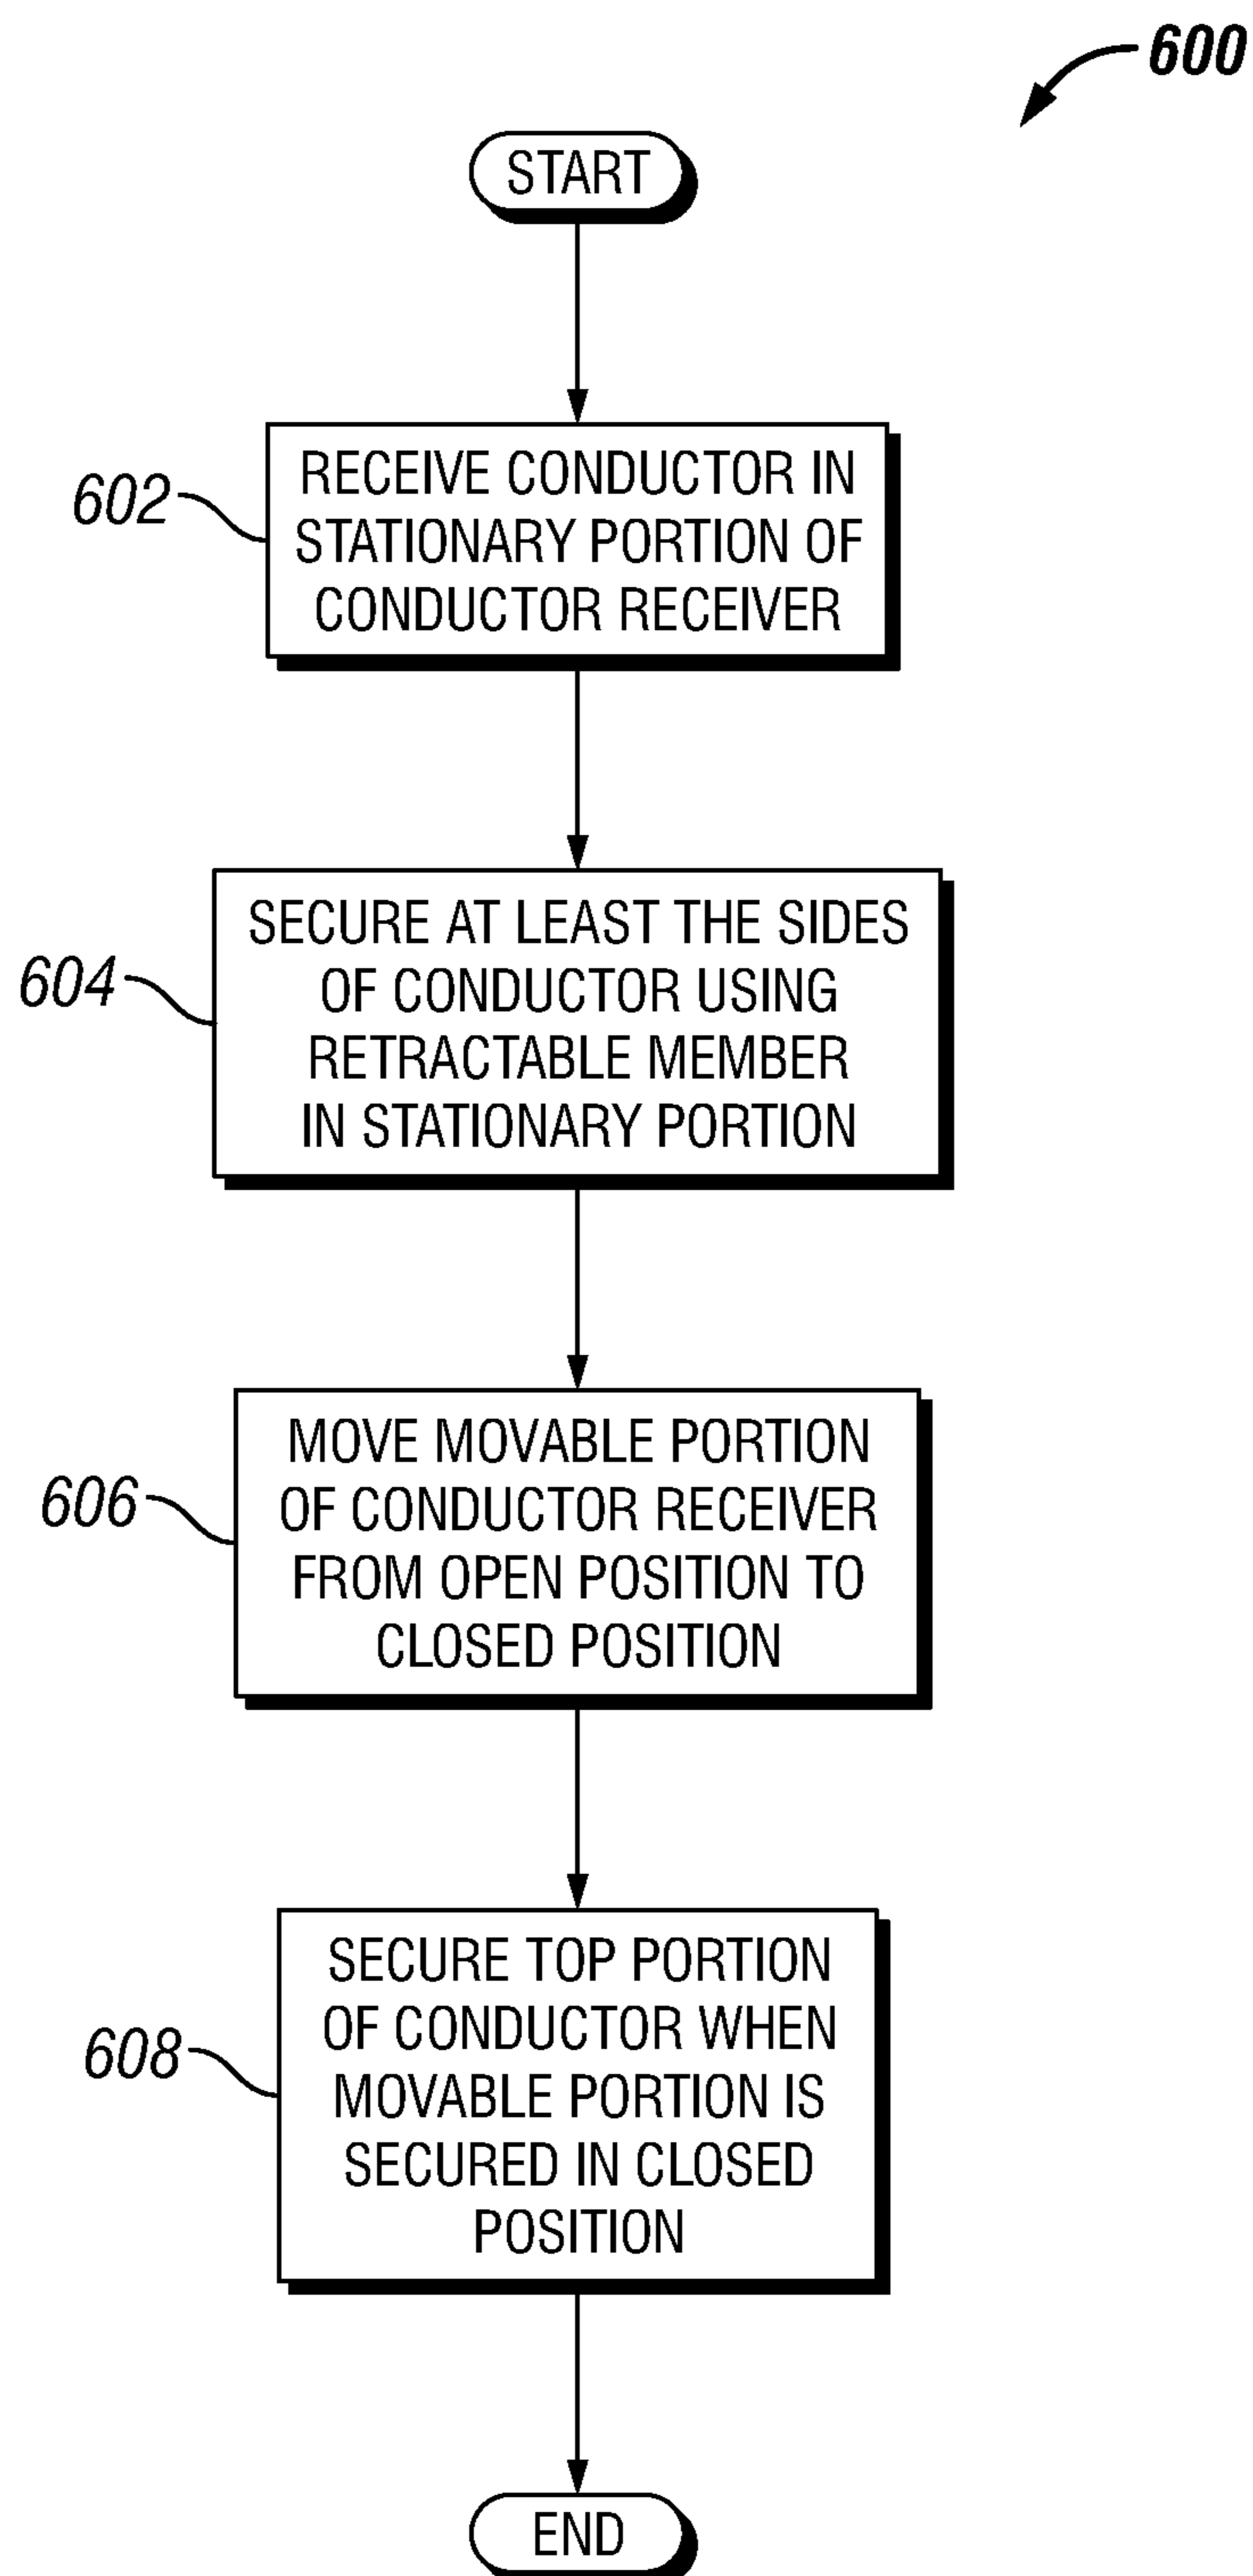 600
START
602
RECEIVE CONDUCTOR IN
STATIONARY PORTION OF
CONDUCTOR RECEIVER
604
SECURE AT LEAST THE SIDES
OF CONDUCTOR USING
RETRACTABLE MEMBER
IN STATIONARY PORTION
606
MOVE MOVABLE PORTION
OF CONDUCTOR RECEIVER
FROM OPEN POSITION TO
CLOSED POSITION
608
SECURE TOP PORTION
OF CONDUCTOR WHEN
MOVABLE PORTION IS
SECURED IN CLOSED
POSITION
END